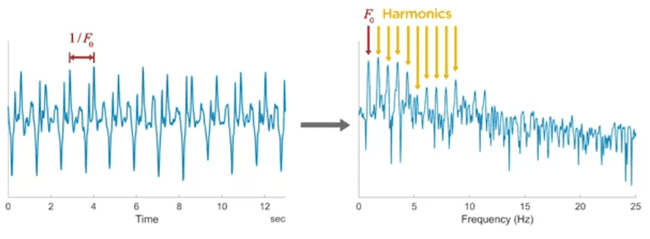 F₀ Harmonics
1/F₀
0 2 4 6 8 10 12
Time sec
0 5 10 15 20 25
Frequency (Hz)